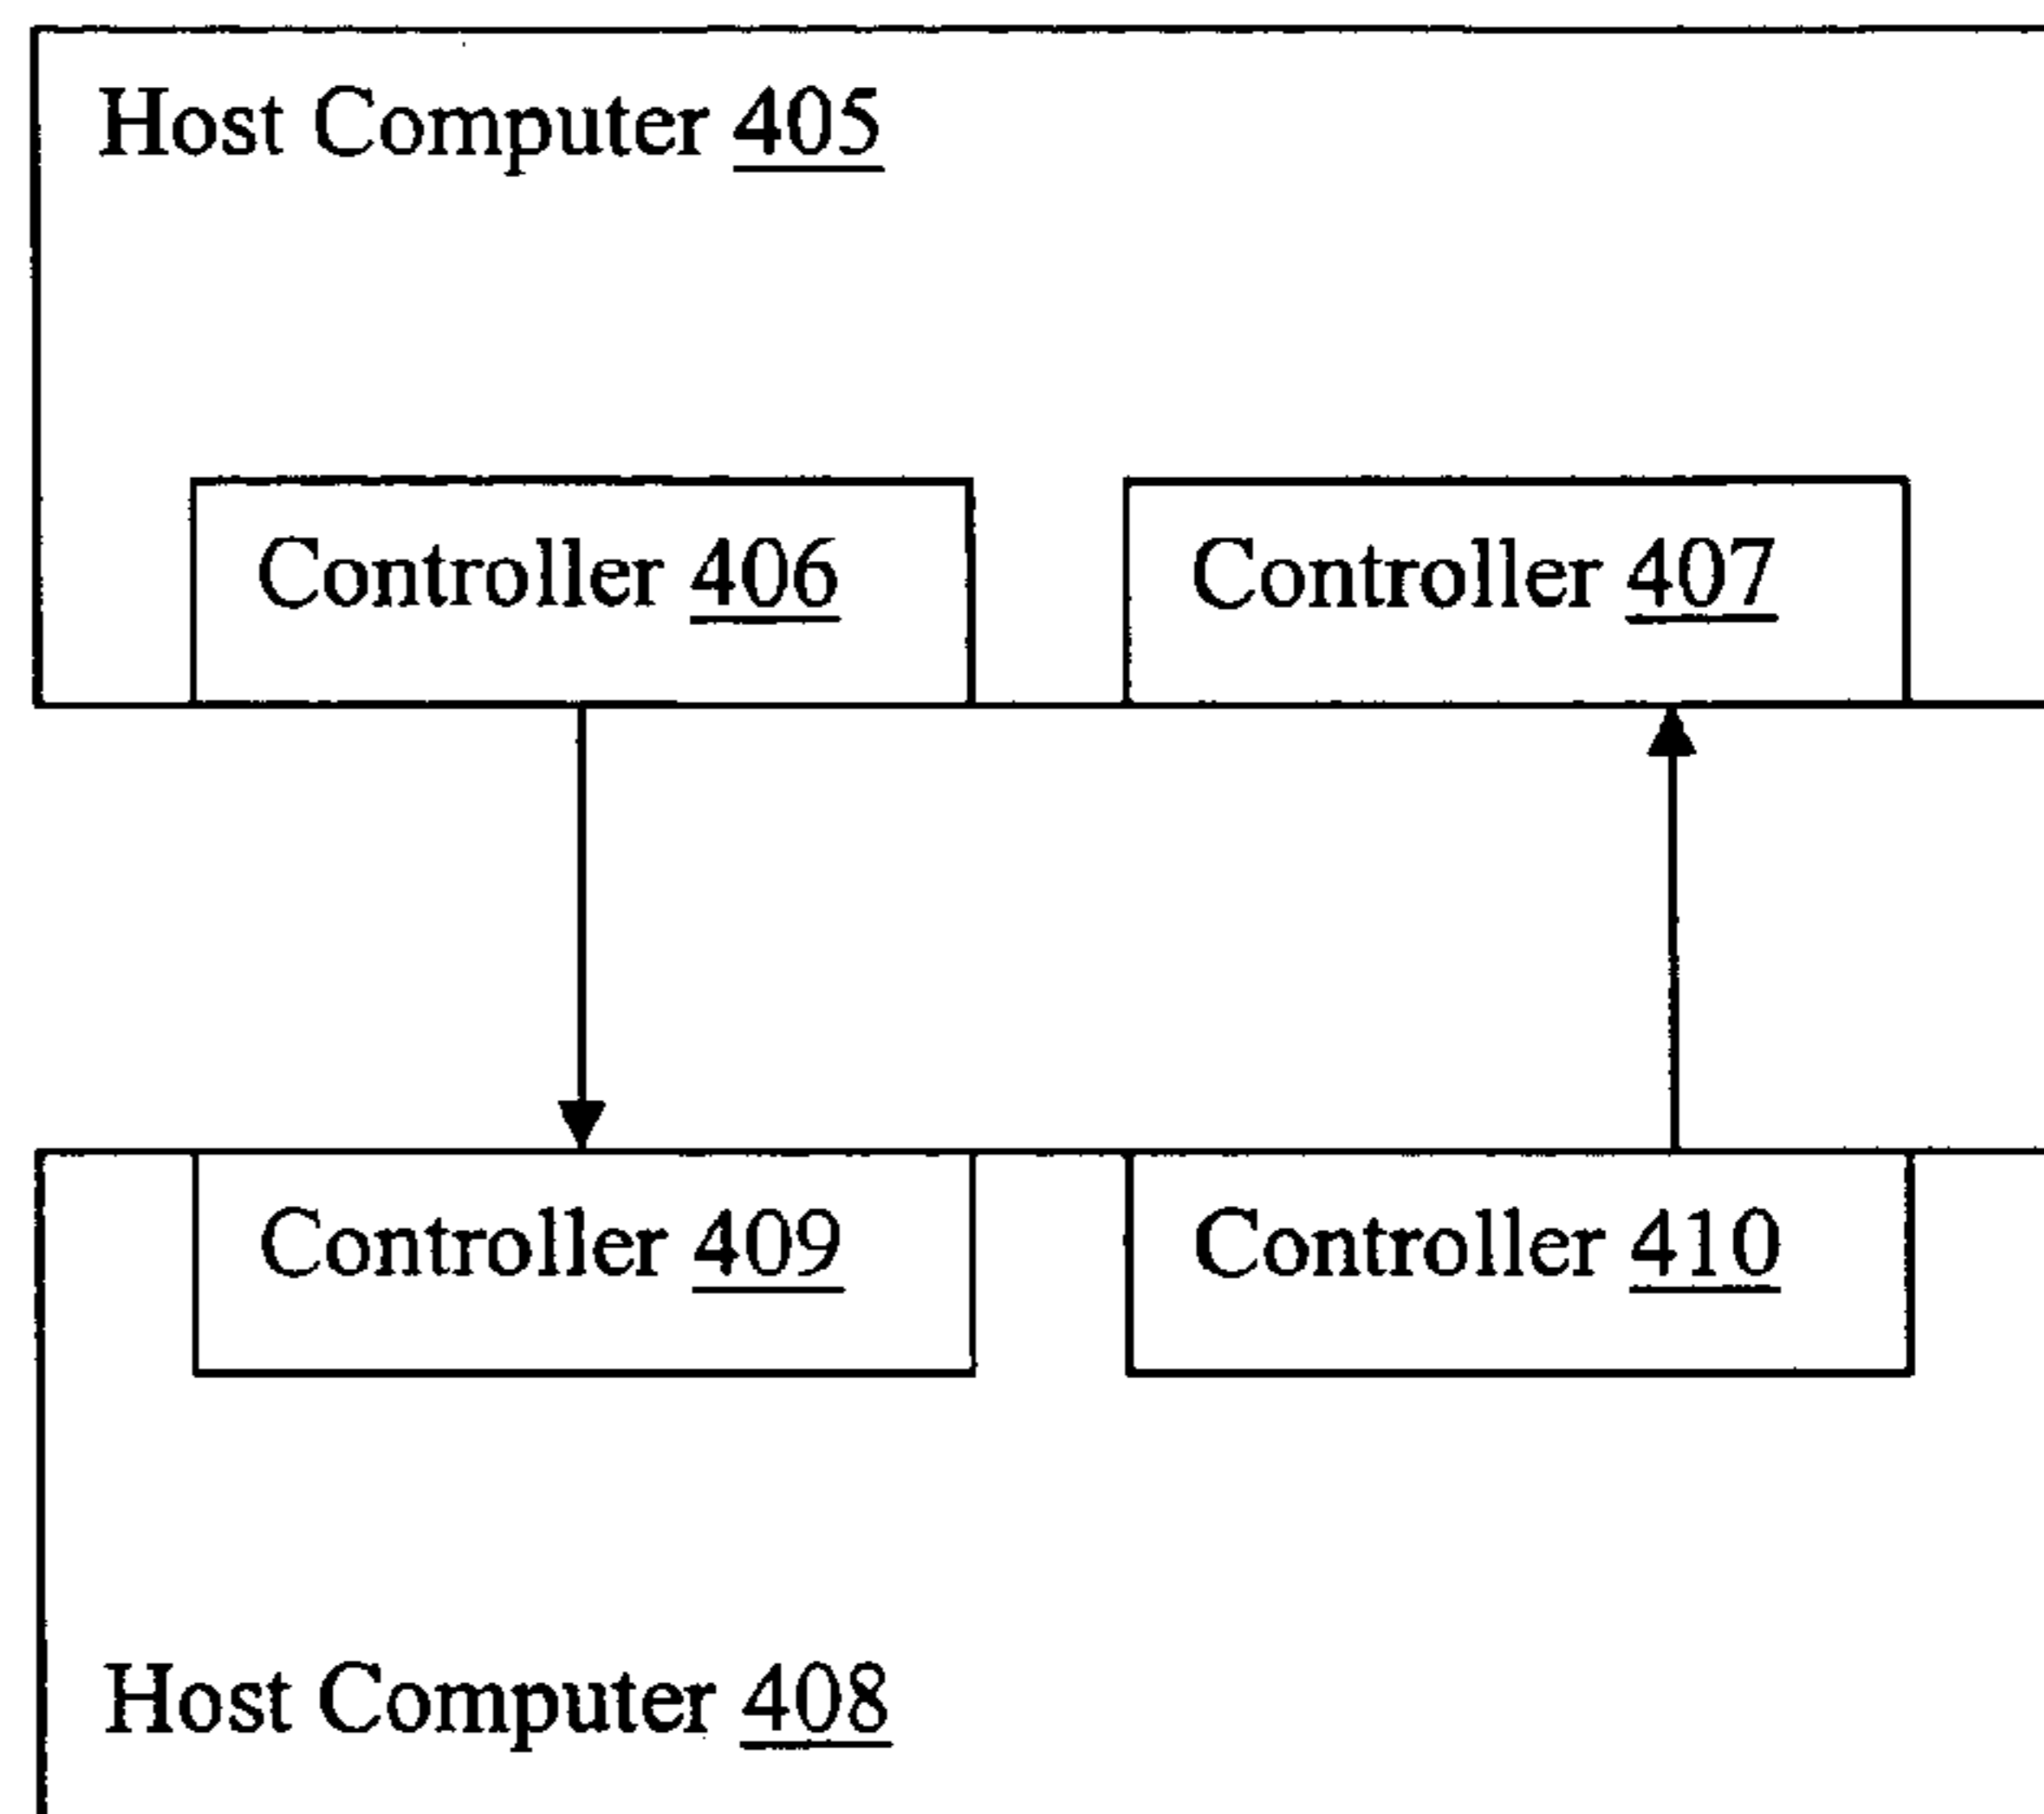 Host Computer 405
Controller 406
Controller 407
Controller 409
Controller 410
Host Computer 408